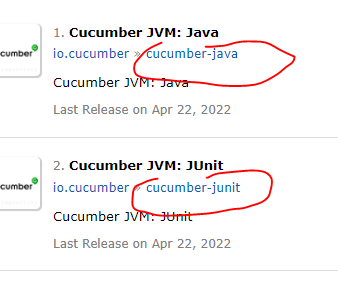 1. Cucumber JVM: Java
cumber
io.cucumber » cucumber-java
Cucumber JVM: Java
Last Release on Apr 22, 2022
2. Cucumber JVM: JUnit
cumber
io.cucumber » cucumber-junit
Cucumber JVM: JUnit
Last Release on Apr 22, 2022